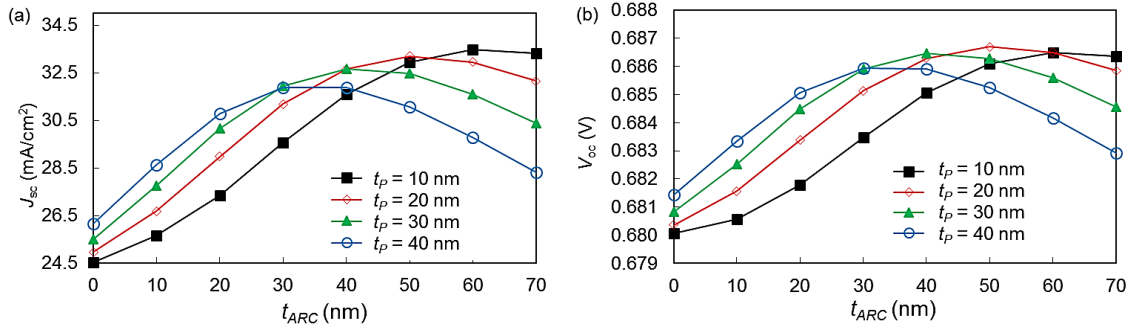 (a)
34.5
32.5
30.5
28.5
26.5
24.5
J_sc (mA/cm²)
t_P = 10 nm
t_P = 20 nm
t_P = 30 nm
t_P = 40 nm
0 10 20 30 40 50 60 70
t_ARC (nm)
(b)
0.688
0.687
0.686
0.685
0.684
0.683
0.682
0.681
0.680
0.679
V_oc (V)
t_P = 10 nm
t_P = 20 nm
t_P = 30 nm
t_P = 40 nm
0 10 20 30 40 50 60 70
t_ARC (nm)